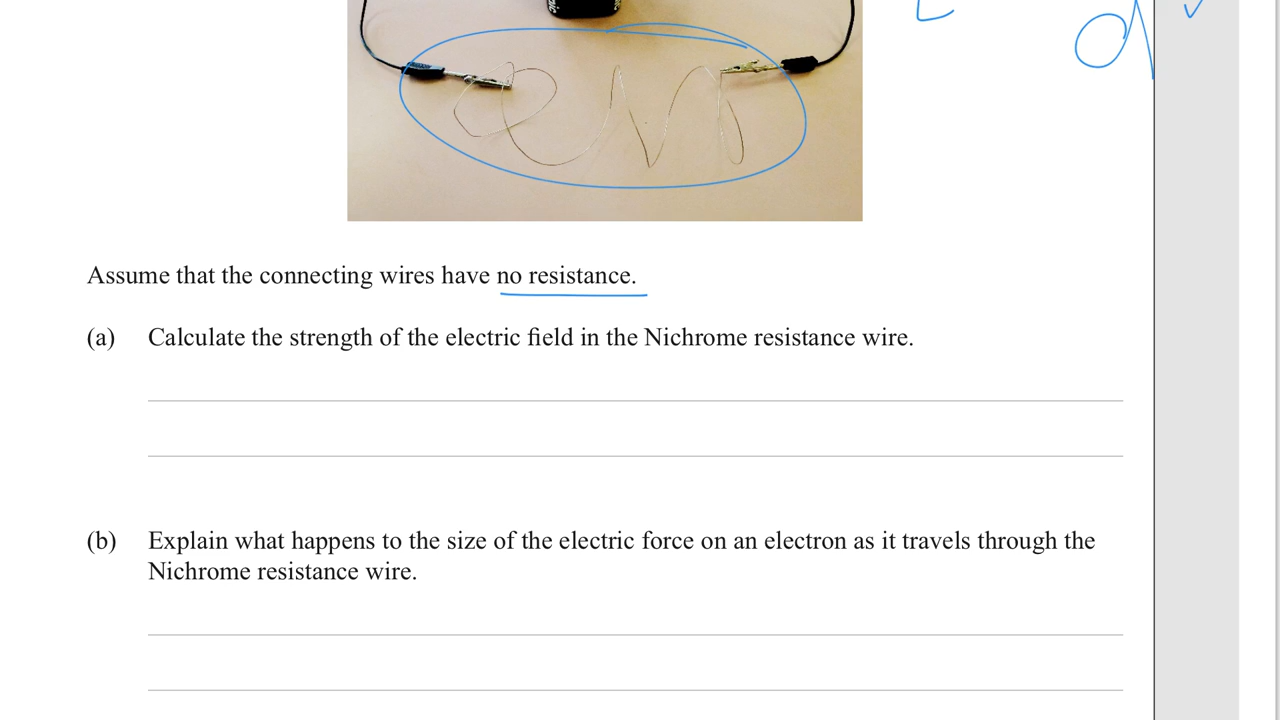 d
Assume that the connecting wires have no resistance.
(a) Calculate the strength of the electric field in the Nichrome resistance wire.
(b) Explain what happens to the size of the electric force on an electron as it travels through the
Nichrome resistance wire.